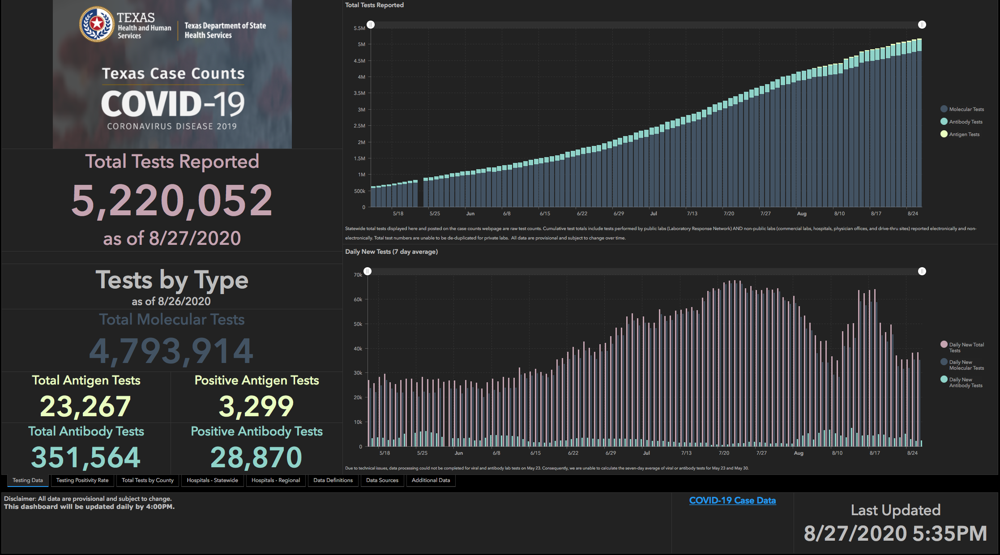 TEXAS
Health and Human
Services
Texas Department of State
Health Services
Texas Case Counts
COVID-19
CORONAVIRUS DISEASE 2019
Total Tests Reported
5,220,052
as of 8/27/2020
Tests by Type
as of 8/26/2020
Total Molecular Tests
4,793,914
Total Antigen Tests
23,267
Positive Antigen Tests
3,299
Total Antibody Tests
351,564
Positive Antibody Tests
28,870
Total Tests Reported
5.5M
5M
4.5M
4M
3.5M
3M
2.5M
2M
1.5M
1M
500k
0
5/18 5/25 Jun 6/8 6/15 6/22 6/29 Jul 7/13 7/20 7/27 Aug 8/10 8/17 8/24
Molecular Tests
Antibody Tests
Antigen Tests
Statewide total tests displayed here and posted on the case counts webpage are raw test counts. Cumulative test totals include tests performed by public labs (Laboratory Response Network) AND non-public labs (commercial labs, hospitals, physician offices, and drive-thru sites) reported electronically and non-
electronically. Total test numbers are unable to be de-duplicated for private labs. All data are provisional and subject to change over time.
Daily New Tests (7 day average)
70k
60k
50k
40k
30k
20k
10k
0
5/18 5/25 Jun 6/8 6/15 6/22 6/29 Jul 7/13 7/20 7/27 Aug 8/10 8/17 8/24
Daily New Total
Tests
Daily New
Molecular Tests
Daily New
Antibody Tests
Due to technical issues, data processing could not be completed for viral and antibody lab tests on May 23. Consequently, we are unable to calculate the seven-day average of viral or antibody tests for May 23 and May 30.
Testing Data
Testing Positivity Rate
Total Tests by County
Hospitals - Statewide
Hospitals - Regional
Data Definitions
Data Sources
Additional Data
Disclaimer: All data are provisional and subject to change.
This dashboard will be updated daily by 4:00PM.
COVID-19 Case Data
Last Updated
8/27/2020 5:35PM